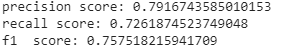 precision score: 0.7916743585010153
recall score: 0.7261874523749048
f1  score: 0.757518215941709